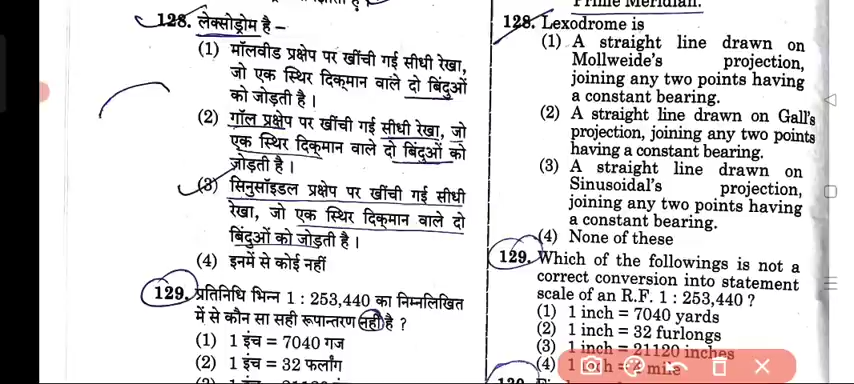 Prime Meridian.
128. लेक्सोड्रोम है –
(1) मॉलवीड प्रक्षेप पर खींची गई सीधी रेखा,
जो एक स्थिर दिक्‌मान वाले दो बिंदुओं
को जोड़ती है ।
(2) गॉल प्रक्षेप पर खींची गई सीधी रेखा, जो
एक स्थिर दिक्‌मान वाले दो बिंदुओं को
जोड़ती है ।
(3) सिनुसॉइडल प्रक्षेप पर खींची गई सीधी
रेखा, जो एक स्थिर दिक्‌मान वाले दो
बिंदुओं को जोड़ती है ।
(4) इनमें से कोई नहीं
129. प्रतिनिधि भिन्न 1 : 253,440 का निम्नलिखित
में से कौन सा सही रूपान्तरण नहीं है ?
(1) 1 इंच = 7040 गज
(2) 1 इंच = 32 फर्लांग
128. Lexodrome is
(1) A straight line drawn on
Mollweide's projection,
joining any two points having
a constant bearing.
(2) A straight line drawn on Gall's
projection, joining any two points
having a constant bearing.
(3) A straight line drawn on
Sinusoidal's projection,
joining any two points having
a constant bearing.
(4) None of these
129. Which of the followings is not a
correct conversion into statement
scale of an R.F. 1 : 253,440 ?
(1) 1 inch = 7040 yards
(2) 1 inch = 32 furlongs
(3) 1 inch = 21120 inches
(4) 1 mile